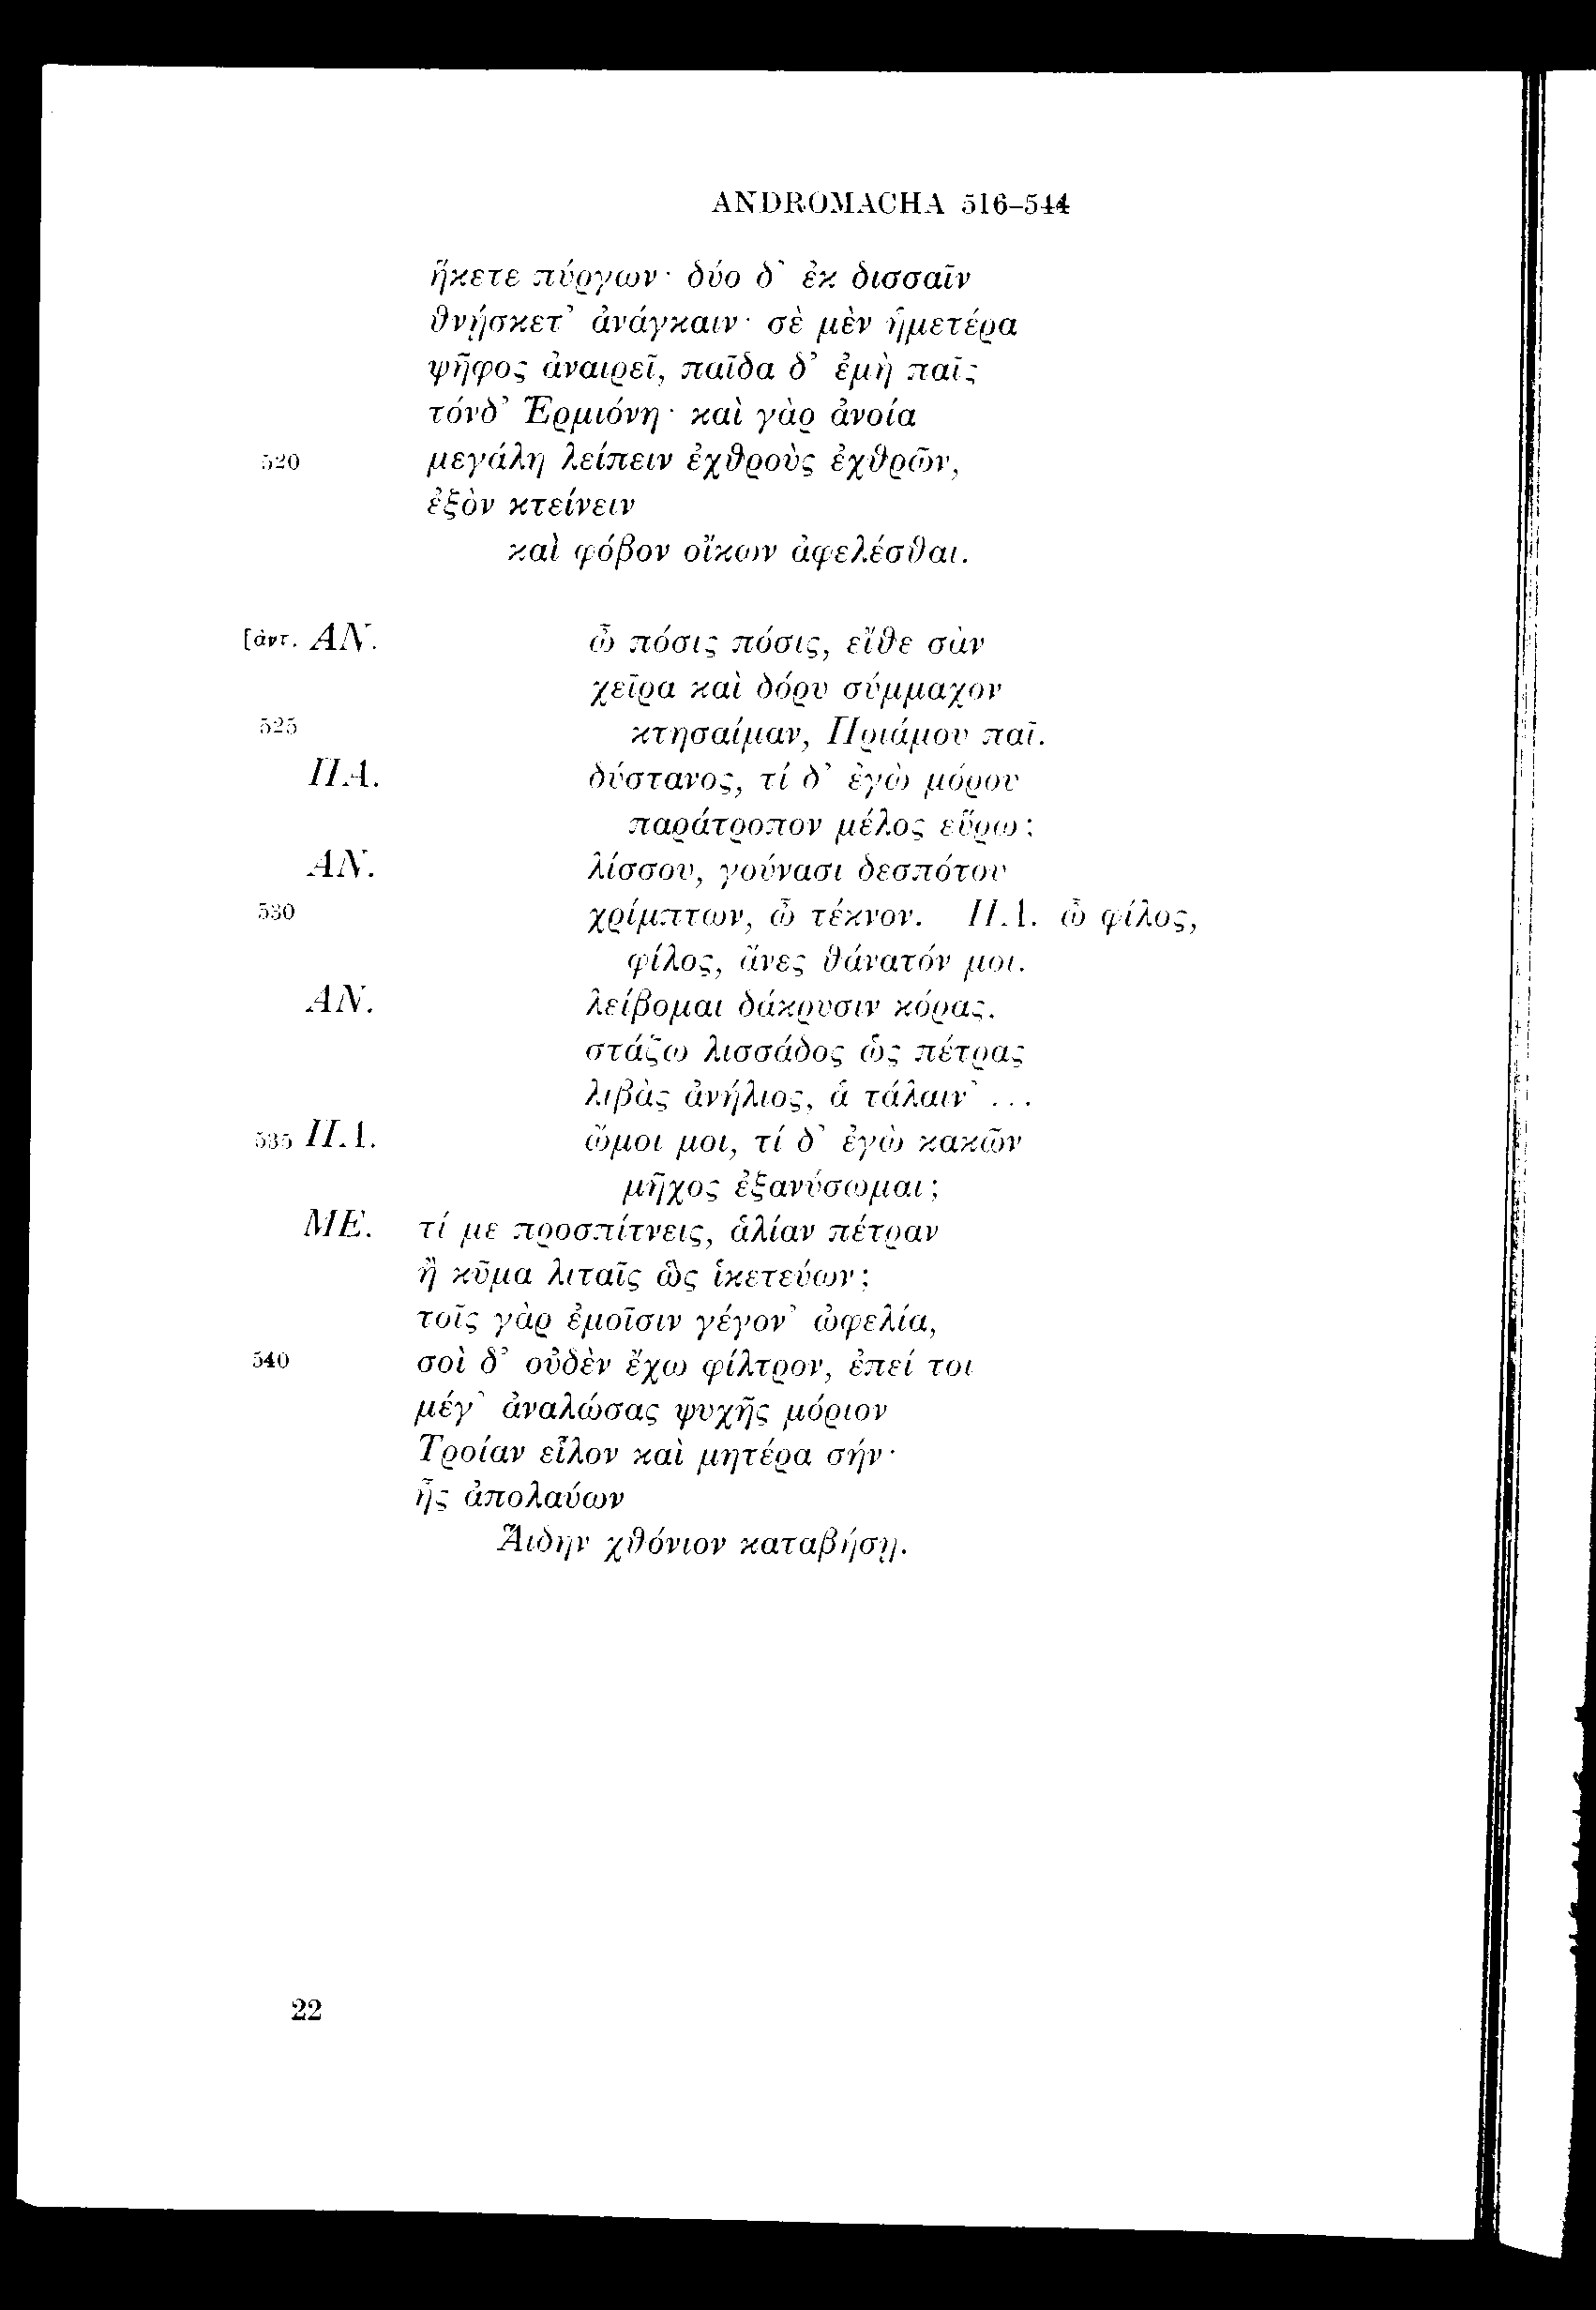 ANDROMACHA 516–544
ἥκετε πύργων· δύο δ᾽ ἐκ δισσαῖν
θνῄσκετ᾽ ἀνάγκαιν· σὲ μὲν ἡμετέρα
ψῆφος ἀναιρεῖ, παῖδα δ᾽ ἐμὴ παῖς
τόνδ᾽ Ἑρμιόνη· καὶ γὰρ ἀνοία
520 μεγάλη λείπειν ἐχθροὺς ἐχθρῶν,
ἐξὸν κτείνειν
καὶ φόβον οἴκων ἀφελέσθαι.
[ἀντ. ΑΝ. ὦ πόσις πόσις, εἴθε σὰν
χεῖρα καὶ δόρυ σύμμαχον
525 κτησαίμαν, Πριάμου παῖ.
ΠΑ. δύστανος, τί δ᾽ ἐγὼ μόρου
παράτροπον μέλος εὕρω;
ΑΝ. λίσσου, γούνασι δεσπότου
530 χρίμπτων, ὦ τέκνον. ΠΑ. ὦ φίλος,
φίλος, ἄνες θάνατόν μοι.
ΑΝ. λείβομαι δάκρυσιν κόρας,
στάζω λισσάδος ὡς πέτρας
λιβὰς ἀνήλιος, ἁ τάλαιν᾽ ...
535 ΠΑ. ὤμοι μοι, τί δ᾽ ἐγὼ κακῶν
μῆχος ἐξανύσωμαι;
ΜΕ. τί με προσπίτνεις, ἁλίαν πέτραν
ἢ κῦμα λιταῖς ὣς ἱκετεύων;
τοῖς γὰρ ἐμοῖσιν γέγον᾽ ὠφελία,
540 σοὶ δ᾽ οὐδὲν ἔχω φίλτρον, ἐπεί τοι
μέγ᾽ ἀναλώσας ψυχῆς μόριον
Τροίαν εἷλον καὶ μητέρα σήν·
ἧς ἀπολαύων
Ἅιδην χθόνιον καταβήσῃ.
22